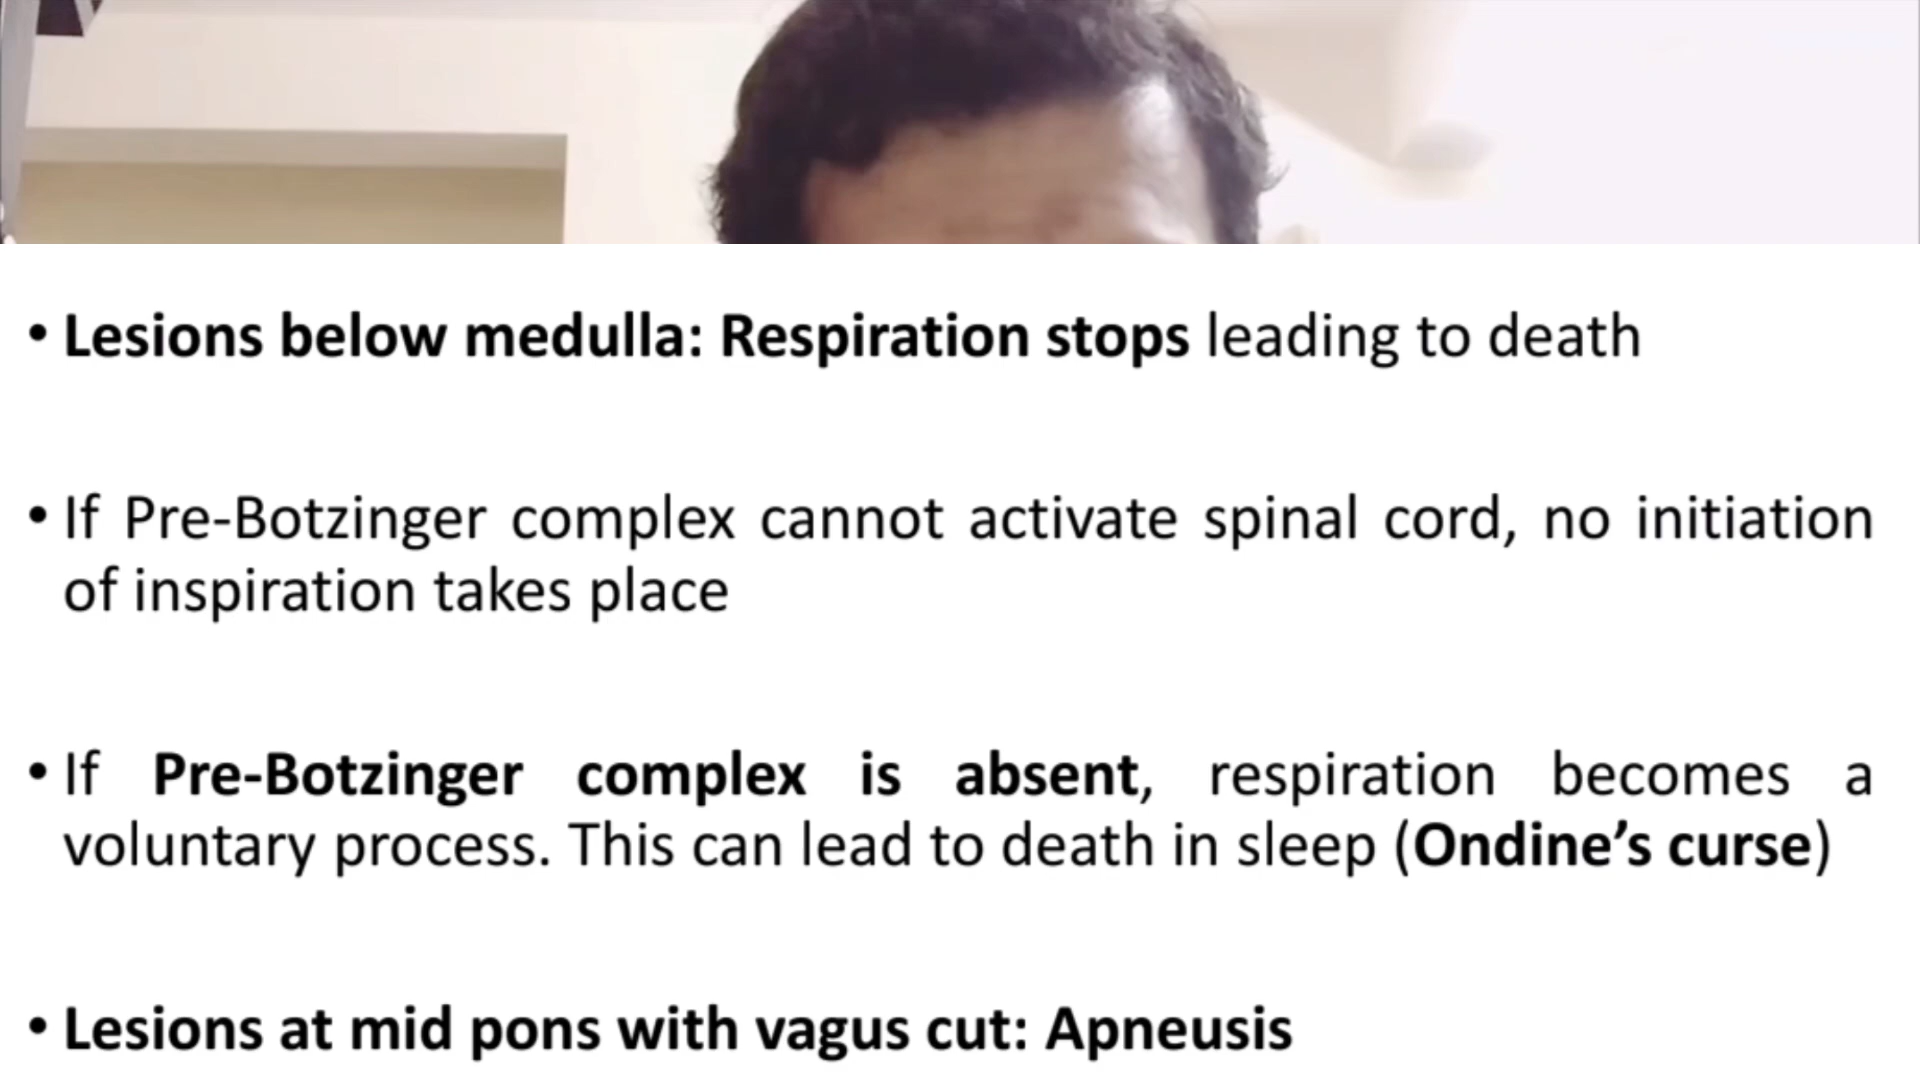 • Lesions below medulla: Respiration stops leading to death
• If Pre-Botzinger complex cannot activate spinal cord, no initiation
of inspiration takes place
• If Pre-Botzinger complex is absent, respiration becomes a
voluntary process. This can lead to death in sleep (Ondine’s curse)
• Lesions at mid pons with vagus cut: Apneusis